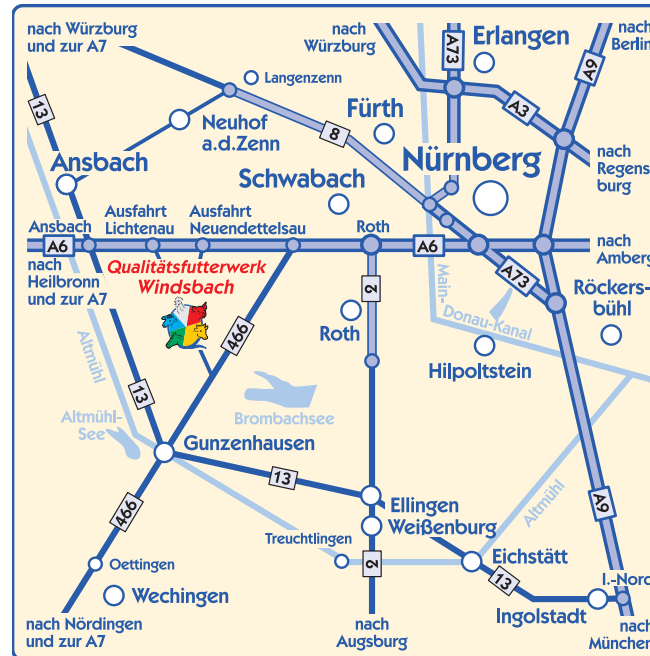 nach Würzburg
und zur A7
nach
Würzburg
A73
Erlangen
nach
Berlin
A9
Langenzenn
13
Neuhof
a.d.Zenn
8
Fürth
A3
nach
Regens
burg
Ansbach
Schwabach
Nürnberg
Ansbach
Ausfahrt
Lichtenau
Ausfahrt
Neuendettelsau
Roth
A6
A6
nach
Amberg
nach
Heilbronn
und zur A7
Qualitätsfutterwerk
Windsbach
2
Main-
Donau-Kanal
A73
Röckers-
bühl
Roth
466
Altmühl
Hilpoltstein
13
Altmühl-
See
Brombachsee
Gunzenhausen
13
Ellingen
Weißenburg
Altmühl
A9
466
Treuchtlingen
Oettingen
2
Eichstätt
13
I.-Nord
Wechingen
Ingolstadt
nach Nördingen
und zur A7
nach
Augsburg
nach
München